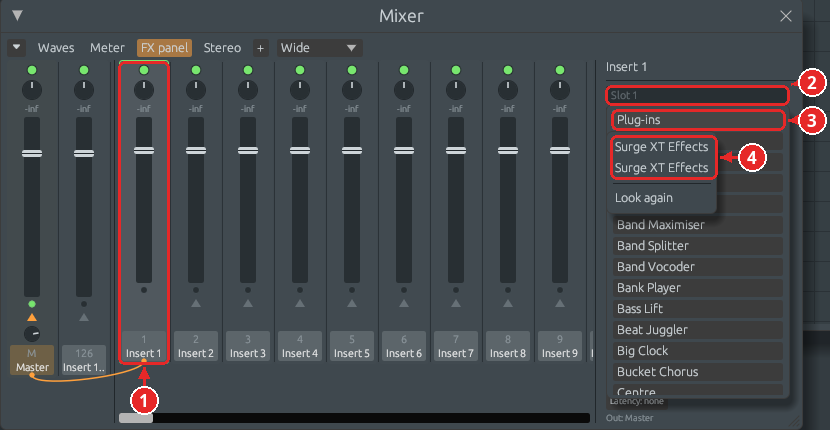 Mixer
Waves Meter FX panel Stereo + Wide
Insert 1
-inf -inf -inf -inf -inf -inf -inf -inf -inf -inf -inf
Slot 1
2
Plug-ins
3
Surge XT Effects
Surge XT Effects
4
Look again
Band Maximiser
Band Splitter
Band Vocoder
Bank Player
Bass Lift
Beat Juggler
Big Clock
Bucket Chorus
Centre
M 126 1 2 3 4 5 6 7 8 9
Master Insert 1.. Insert 1 Insert 2 Insert 3 Insert 4 Insert 5 Insert 6 Insert 7 Insert 8 Insert 9
1
Latency: none
Out: Master